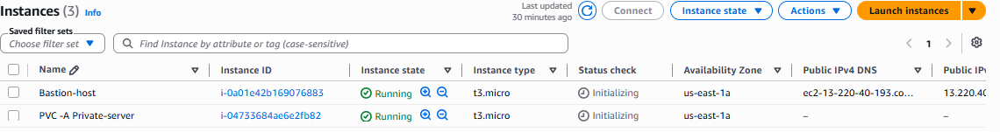 Instances (3) Info
Last updated
30 minutes ago
Connect
Instance state
Actions
Launch instances
Saved filter sets
Choose filter set
Find Instance by attribute or tag (case-sensitive)
1
Name Instance ID Instance state Instance type Status check Availability Zone Public IPv4 DNS Public IPv
Bastion-host i-0a01e42b169076883 Running t3.micro Initializing us-east-1a ec2-13-220-40-193.co... 13.220.40
PVC -A Private-server i-04733684ae6e2fb82 Running t3.micro Initializing us-east-1a – –